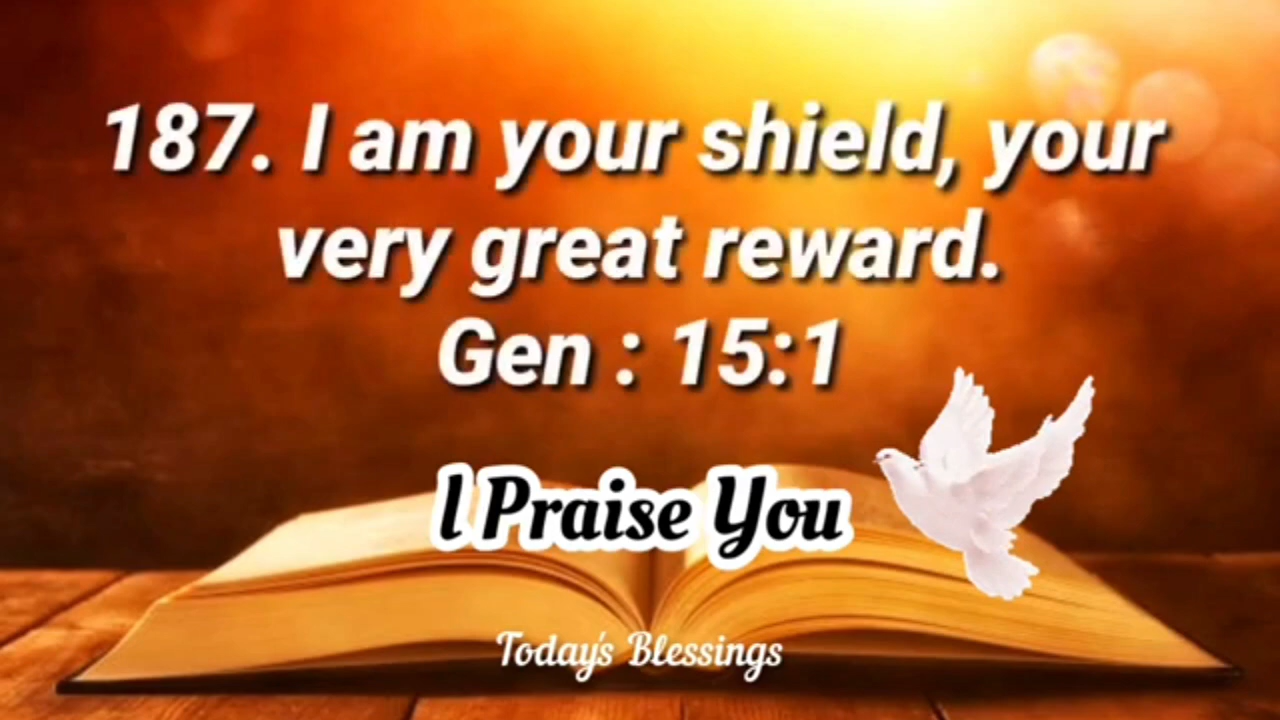 187. I am your shield, your
very great reward.
Gen : 15:1
I Praise You
Today's Blessings